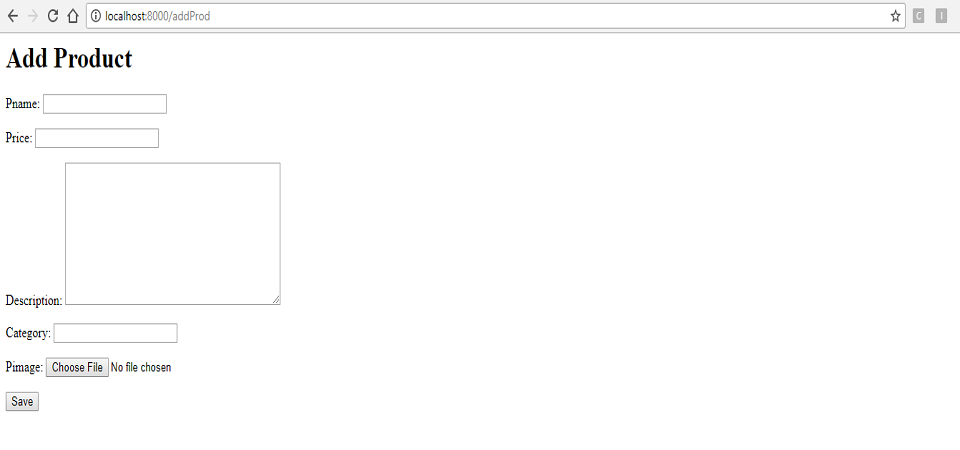 localhost:8000/addProd
C
I
Add Product
Pname:
Price:
Description:
Category:
Pimage: Choose File No file chosen
Save